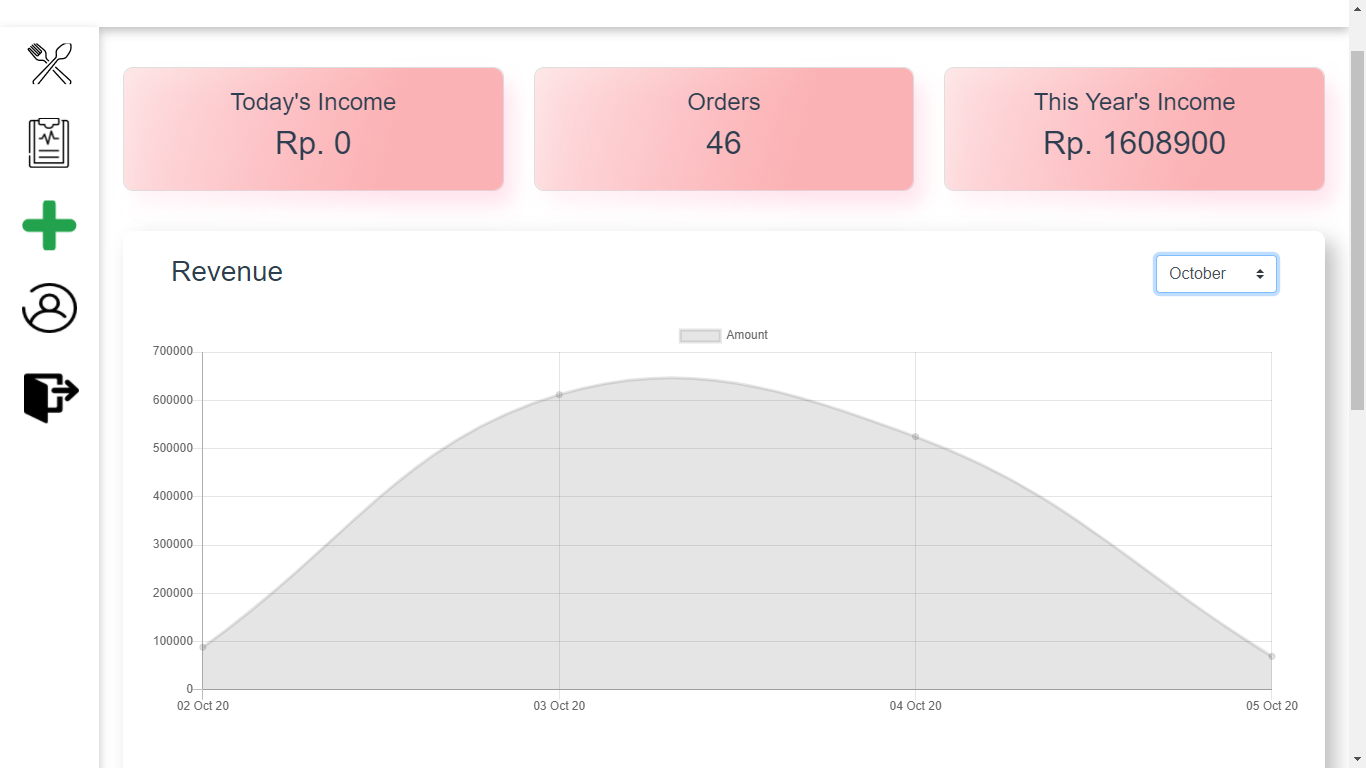 Today's Income
Rp. 0
Orders
46
This Year's Income
Rp. 1608900
Revenue
October
Amount
700000
600000
500000
400000
300000
200000
100000
0
02 Oct 20
03 Oct 20
04 Oct 20
05 Oct 20